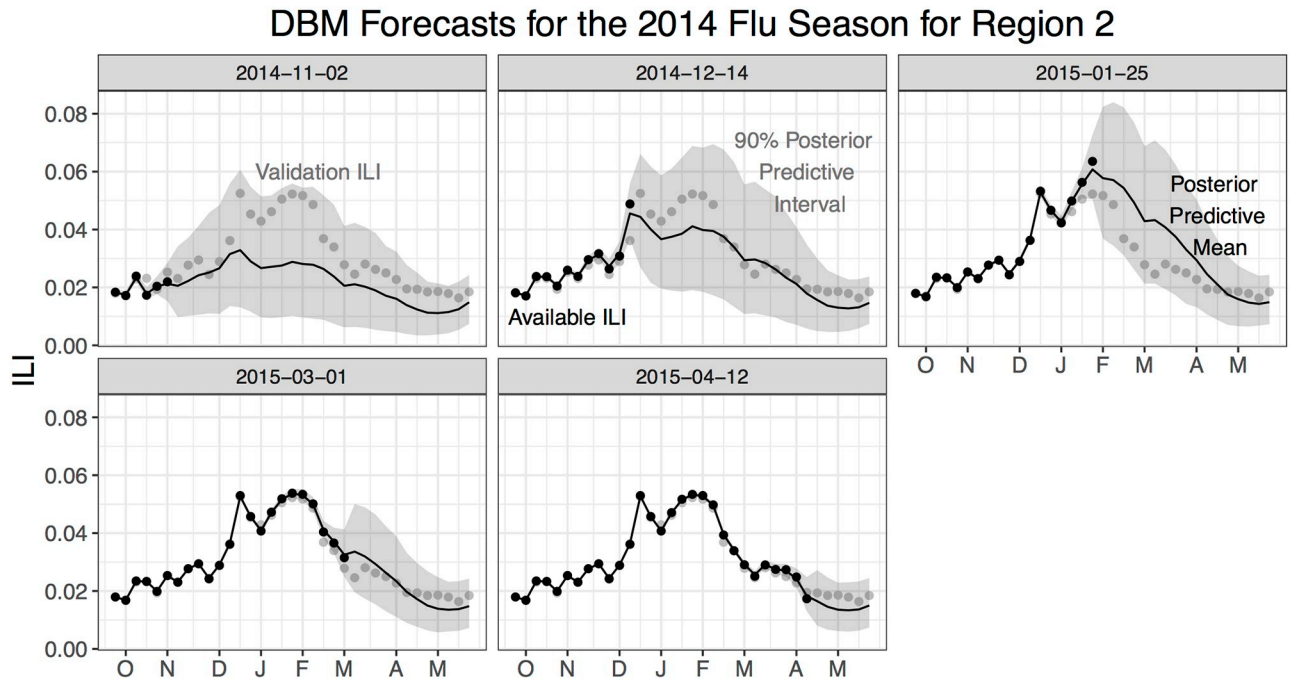 DBM Forecasts for the 2014 Flu Season for Region 2
2014−11−02
2014−12−14
2015−01−25
0.08
0.06
0.04
0.02
0.00
Validation ILI
90% Posterior
Predictive
Interval
Available ILI
Posterior
Predictive
Mean
O N D J F M A M
ILI
2015−03−01
2015−04−12
0.08
0.06
0.04
0.02
0.00
O N D J F M A M
O N D J F M A M